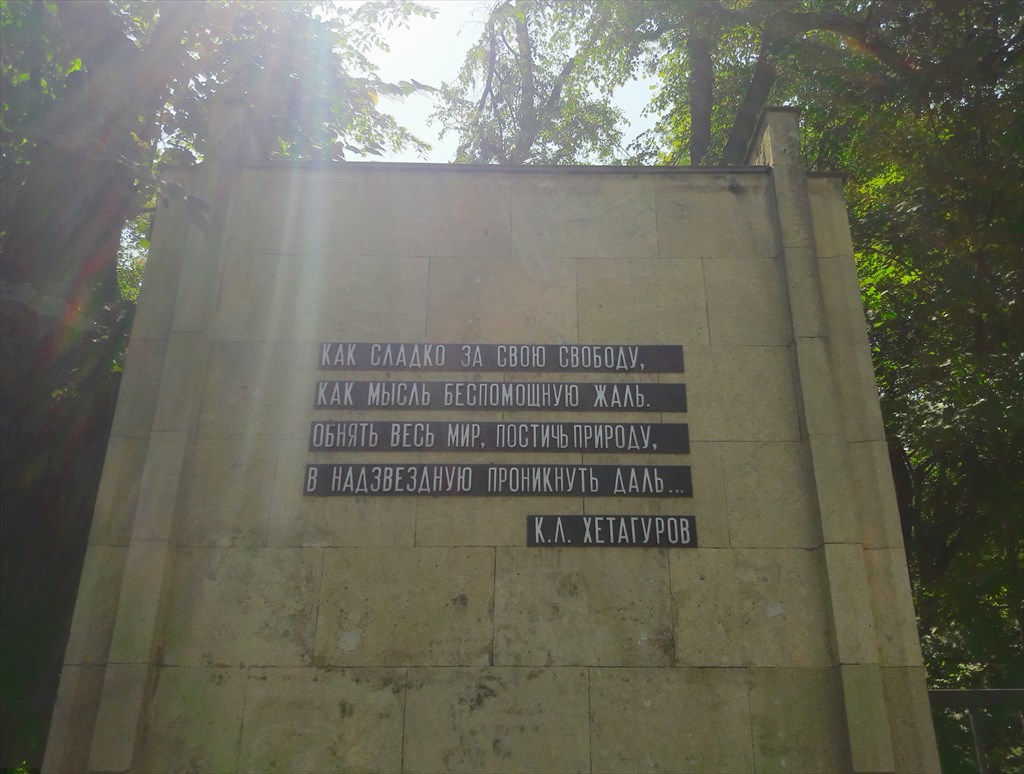 КАК СЛАДКО ЗА СВОЮ СВОБОДУ,
КАК МЫСЛЬ БЕСПОМОЩНУЮ ЖАЛЬ.
ОБНЯТЬ ВЕСЬ МИР, ПОСТИЧЬ ПРИРОДУ,
В НАДЗВЕЗДНУЮ ПРОНИКНУТЬ ДАЛЬ...
К.Л. ХЕТАГУРОВ